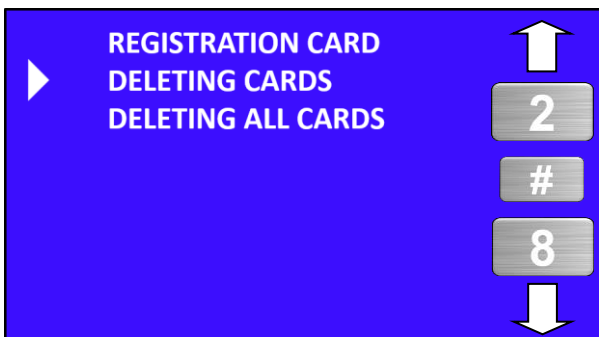 REGISTRATION CARD
DELETING CARDS
DELETING ALL CARDS
2
#
8